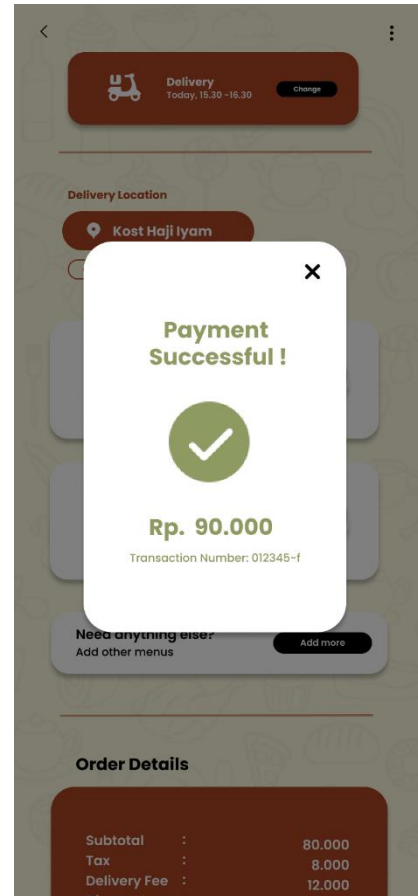 Delivery
Today, 15.30 -16.30
Change
Delivery Location
Kost Haji Iyam
Payment
Successful !
Rp. 90.000
Transaction Number: 012345-f
Need anything else?
Add other menus
Add more
Order Details
Subtotal : 80.000
Tax : 8.000
Delivery Fee : 12.000